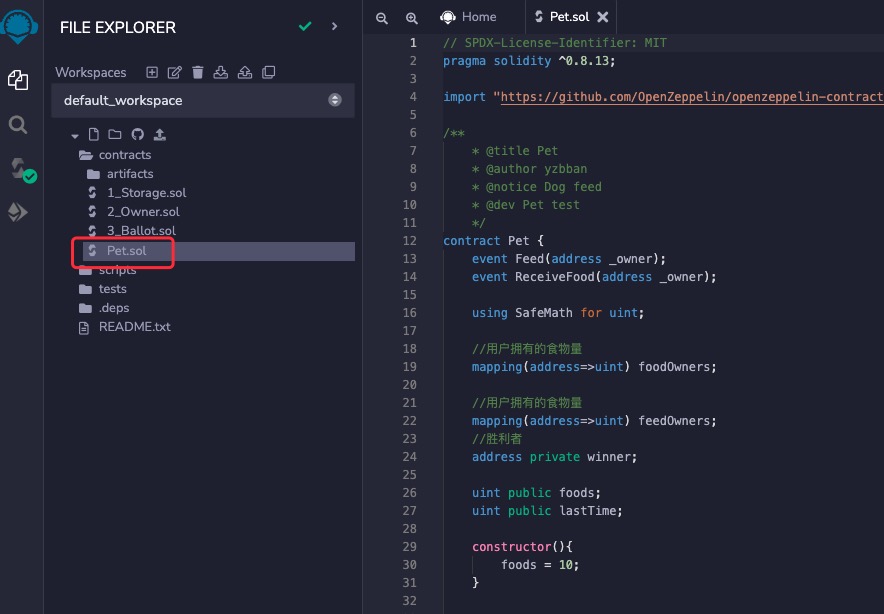 FILE EXPLORER
Workspaces
default_workspace
contracts
artifacts
1_Storage.sol
2_Owner.sol
3_Ballot.sol
Pet.sol
scripts
tests
.deps
README.txt
Home
Pet.sol
1 // SPDX-License-Identifier: MIT
2 pragma solidity ^0.8.13;
3
4 import "https://github.com/OpenZeppelin/openzeppelin-contract
5
6 /**
7 * @title Pet
8 * @author yzbban
9 * @notice Dog feed
10 * @dev Pet test
11 */
12 contract Pet {
13 event Feed(address _owner);
14 event ReceiveFood(address _owner);
15
16 using SafeMath for uint;
17
18 //用户拥有的食物量
19 mapping(address=>uint) foodOwners;
20
21 //用户拥有的食物量
22 mapping(address=>uint) feedOwners;
23 //胜利者
24 address private winner;
25
26 uint public foods;
27 uint public lastTime;
28
29 constructor(){
30 foods = 10;
31 }
32